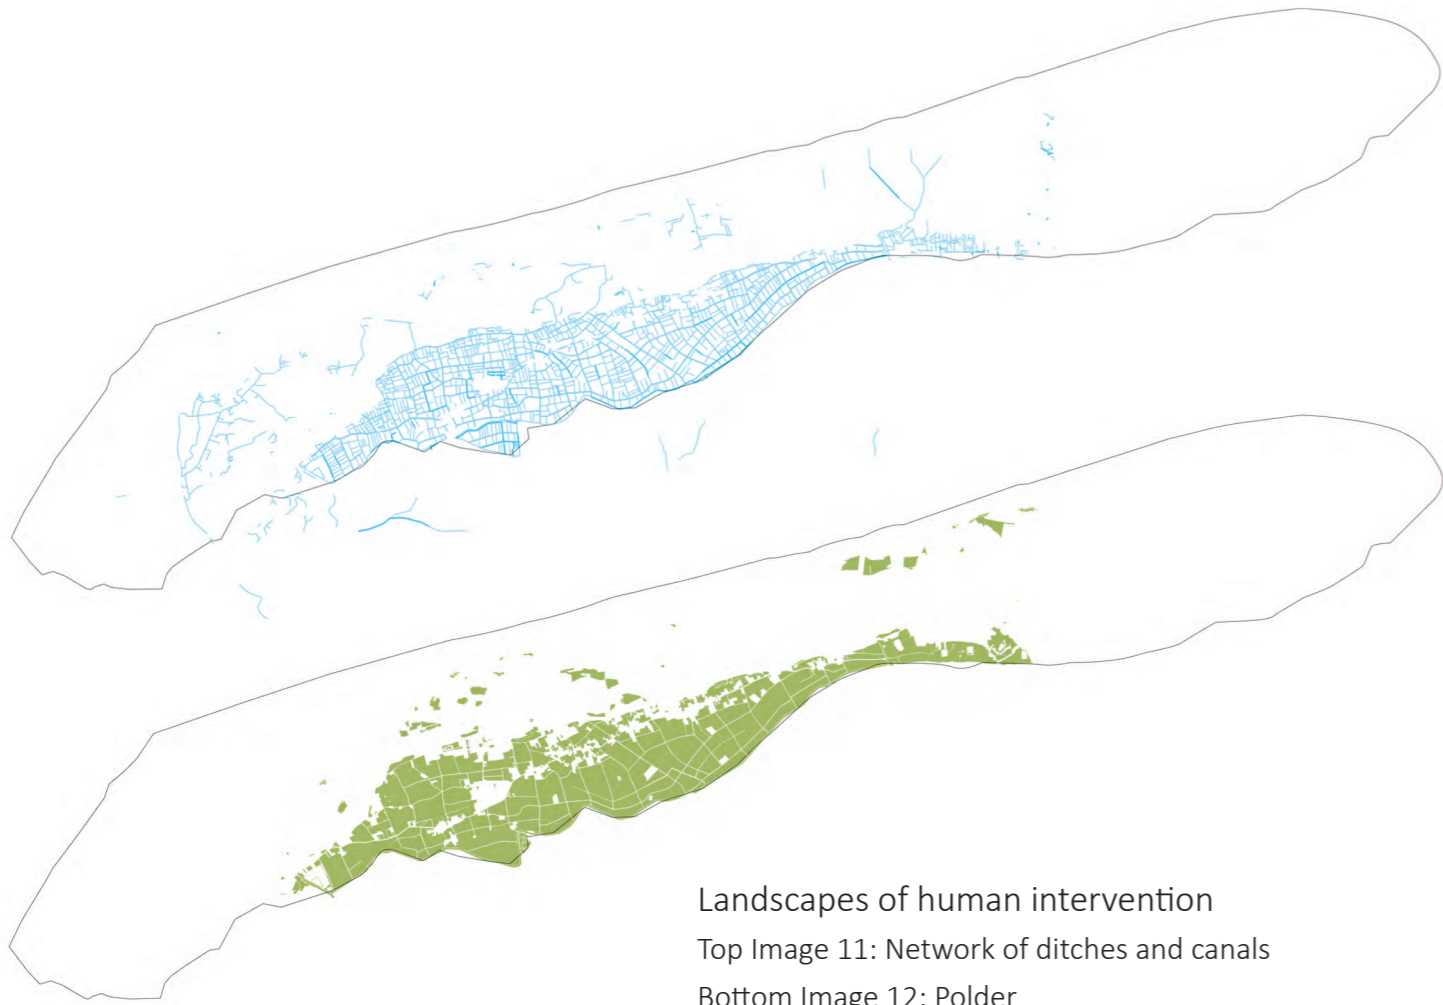 Landscapes of human intervention
Top Image 11: Network of ditches and canals
Bottom Image 12: Polder